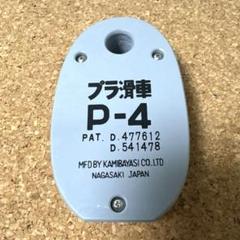 プラ滑車
P-4
PAT. D.477612
D.541478
MFD BY KAMIBAYASI CO.LTD
NAGASAKI JAPAN